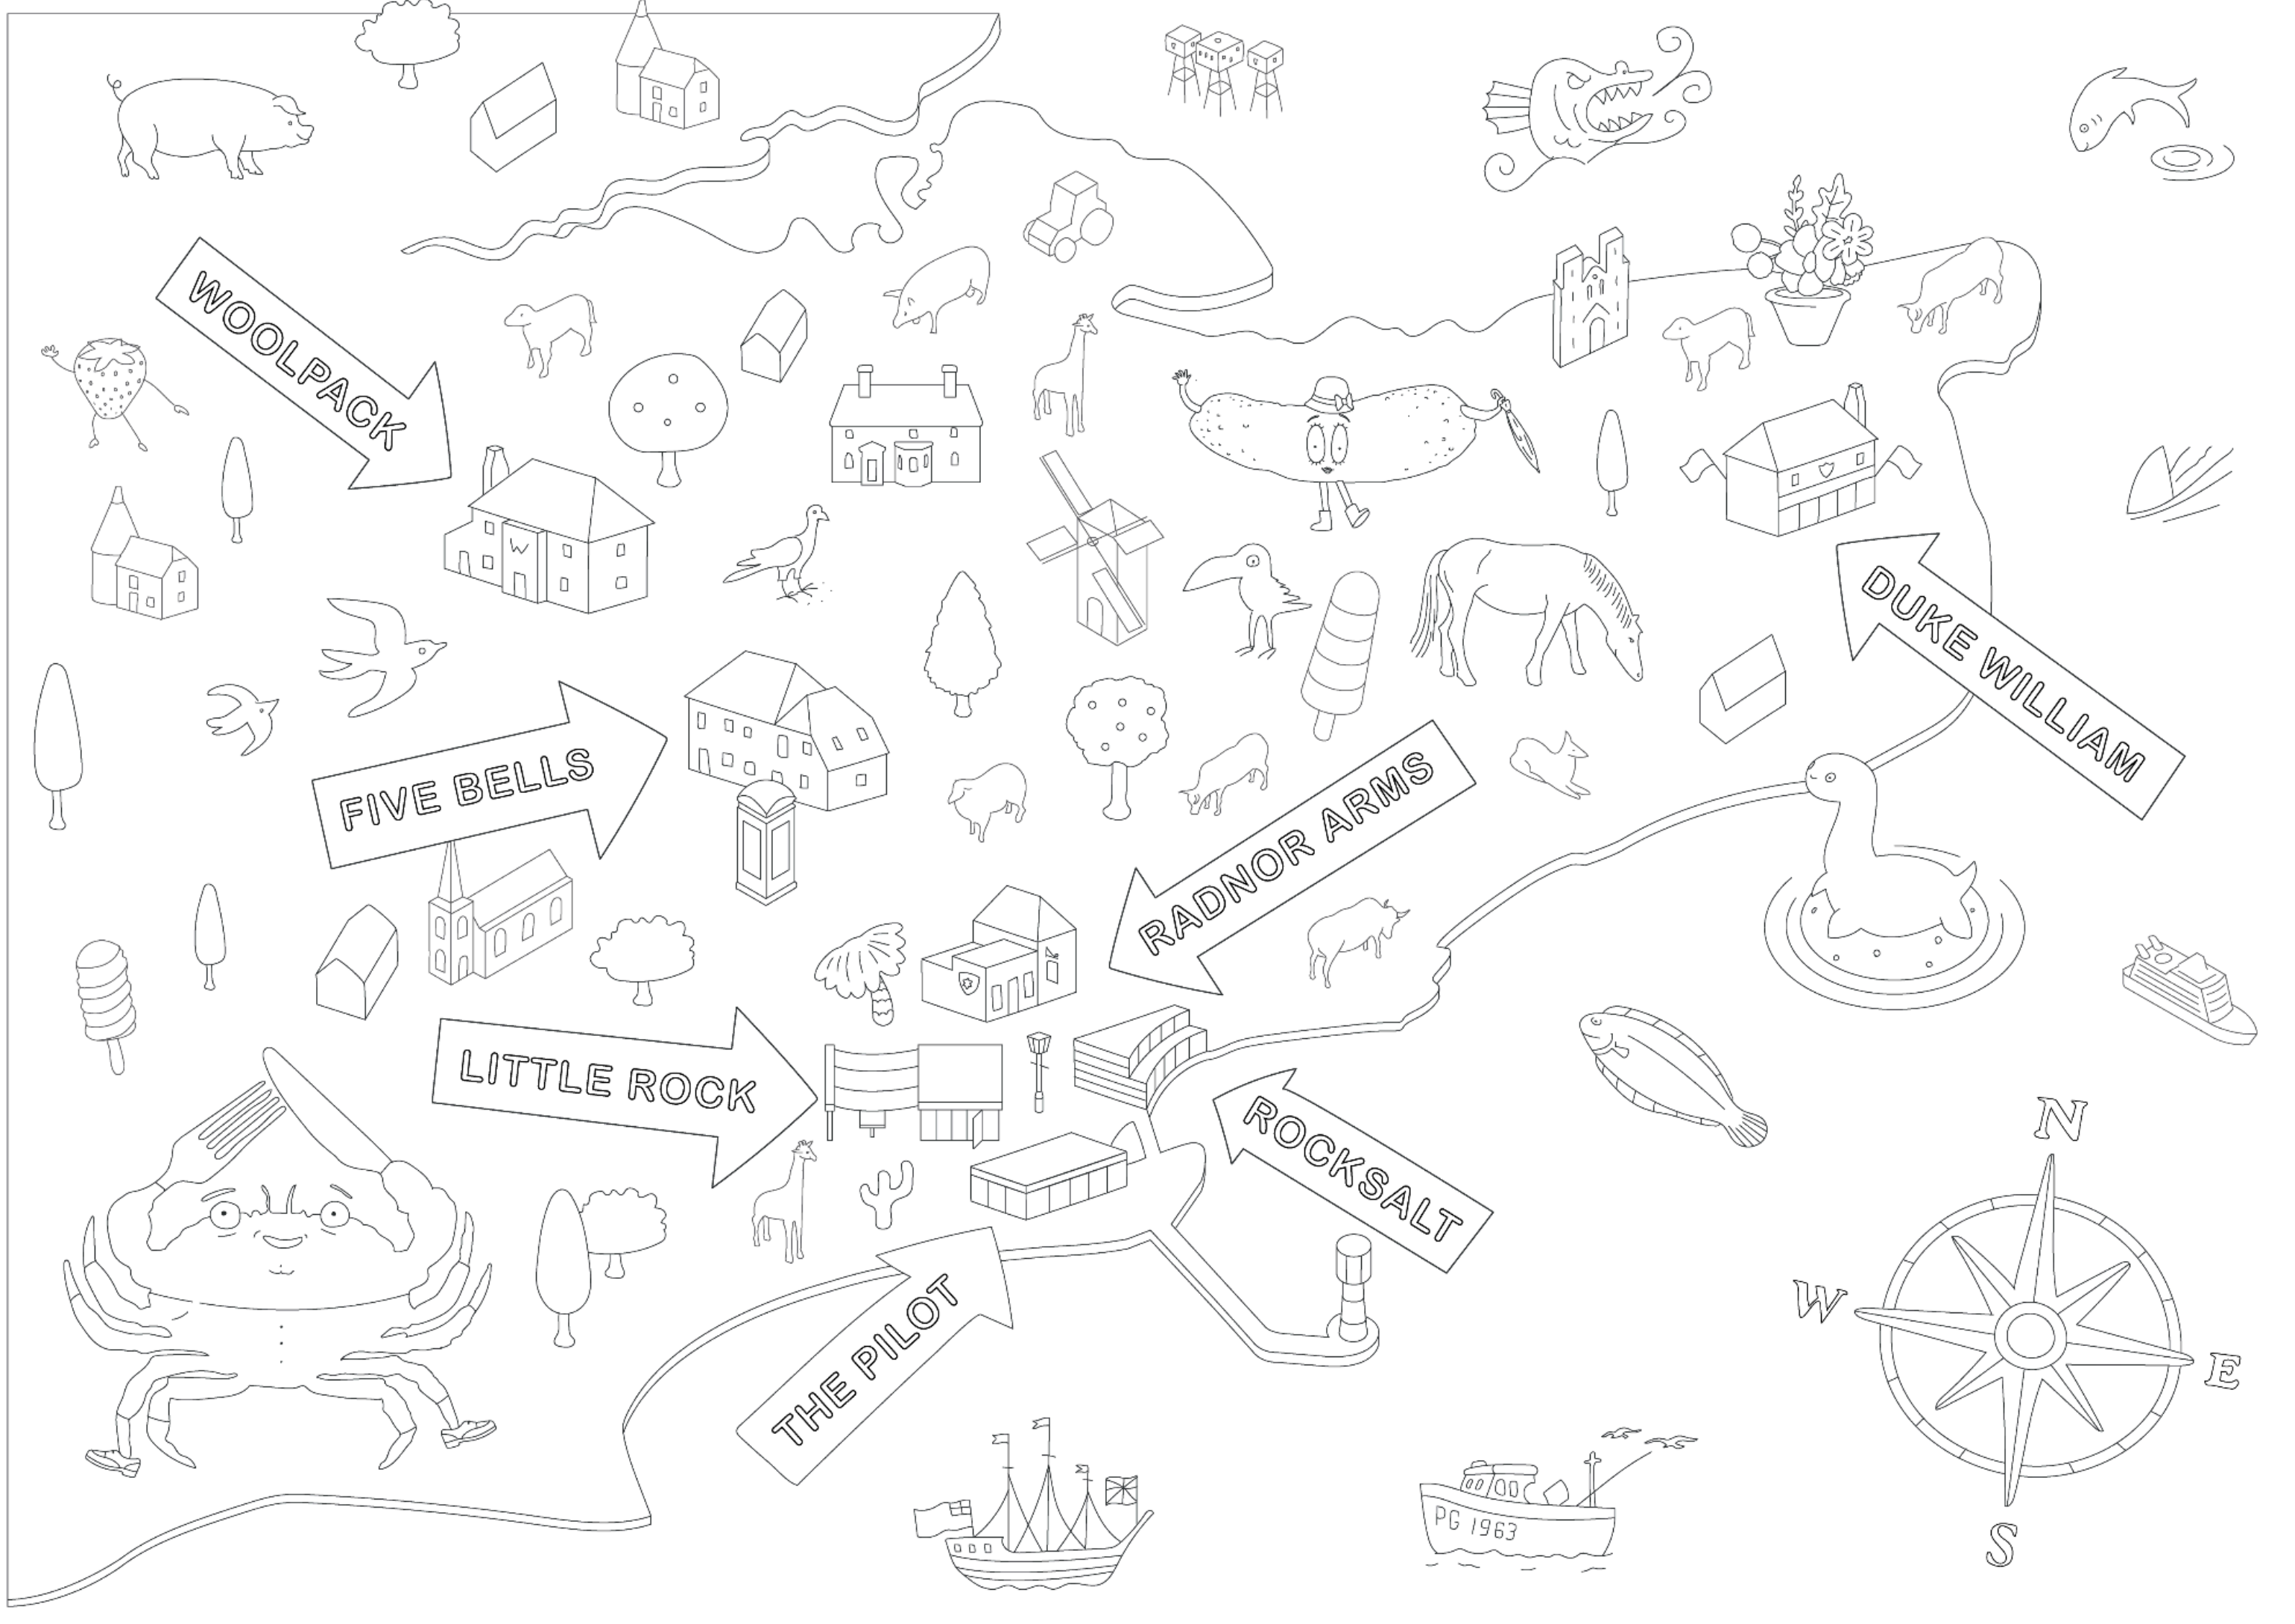 WOOLPACK
W
DUKE WILLIAM
FIVE BELLS
RADNOR ARMS
LITTLE ROCK
ROCKSALT
THE PILOT
N
W
E
S
PG 1963